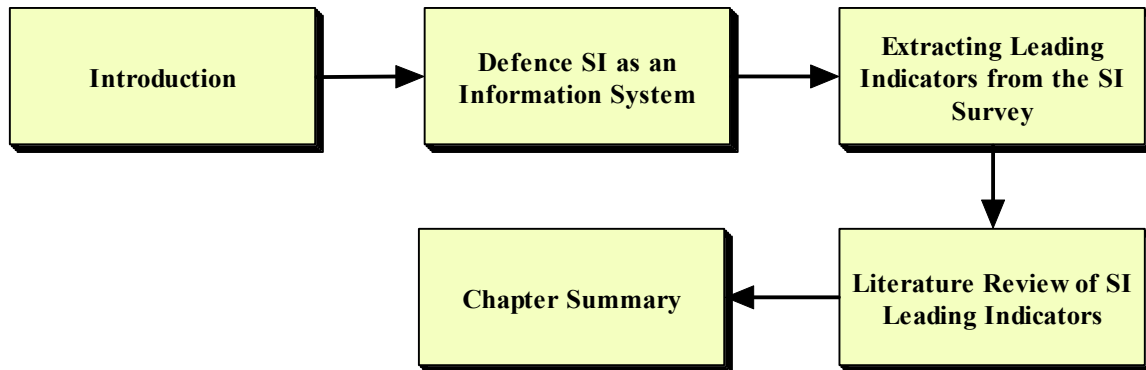 Introduction
Defence SI as an
Information System
Extracting Leading
Indicators from the SI
Survey
Literature Review of SI
Leading Indicators
Chapter Summary